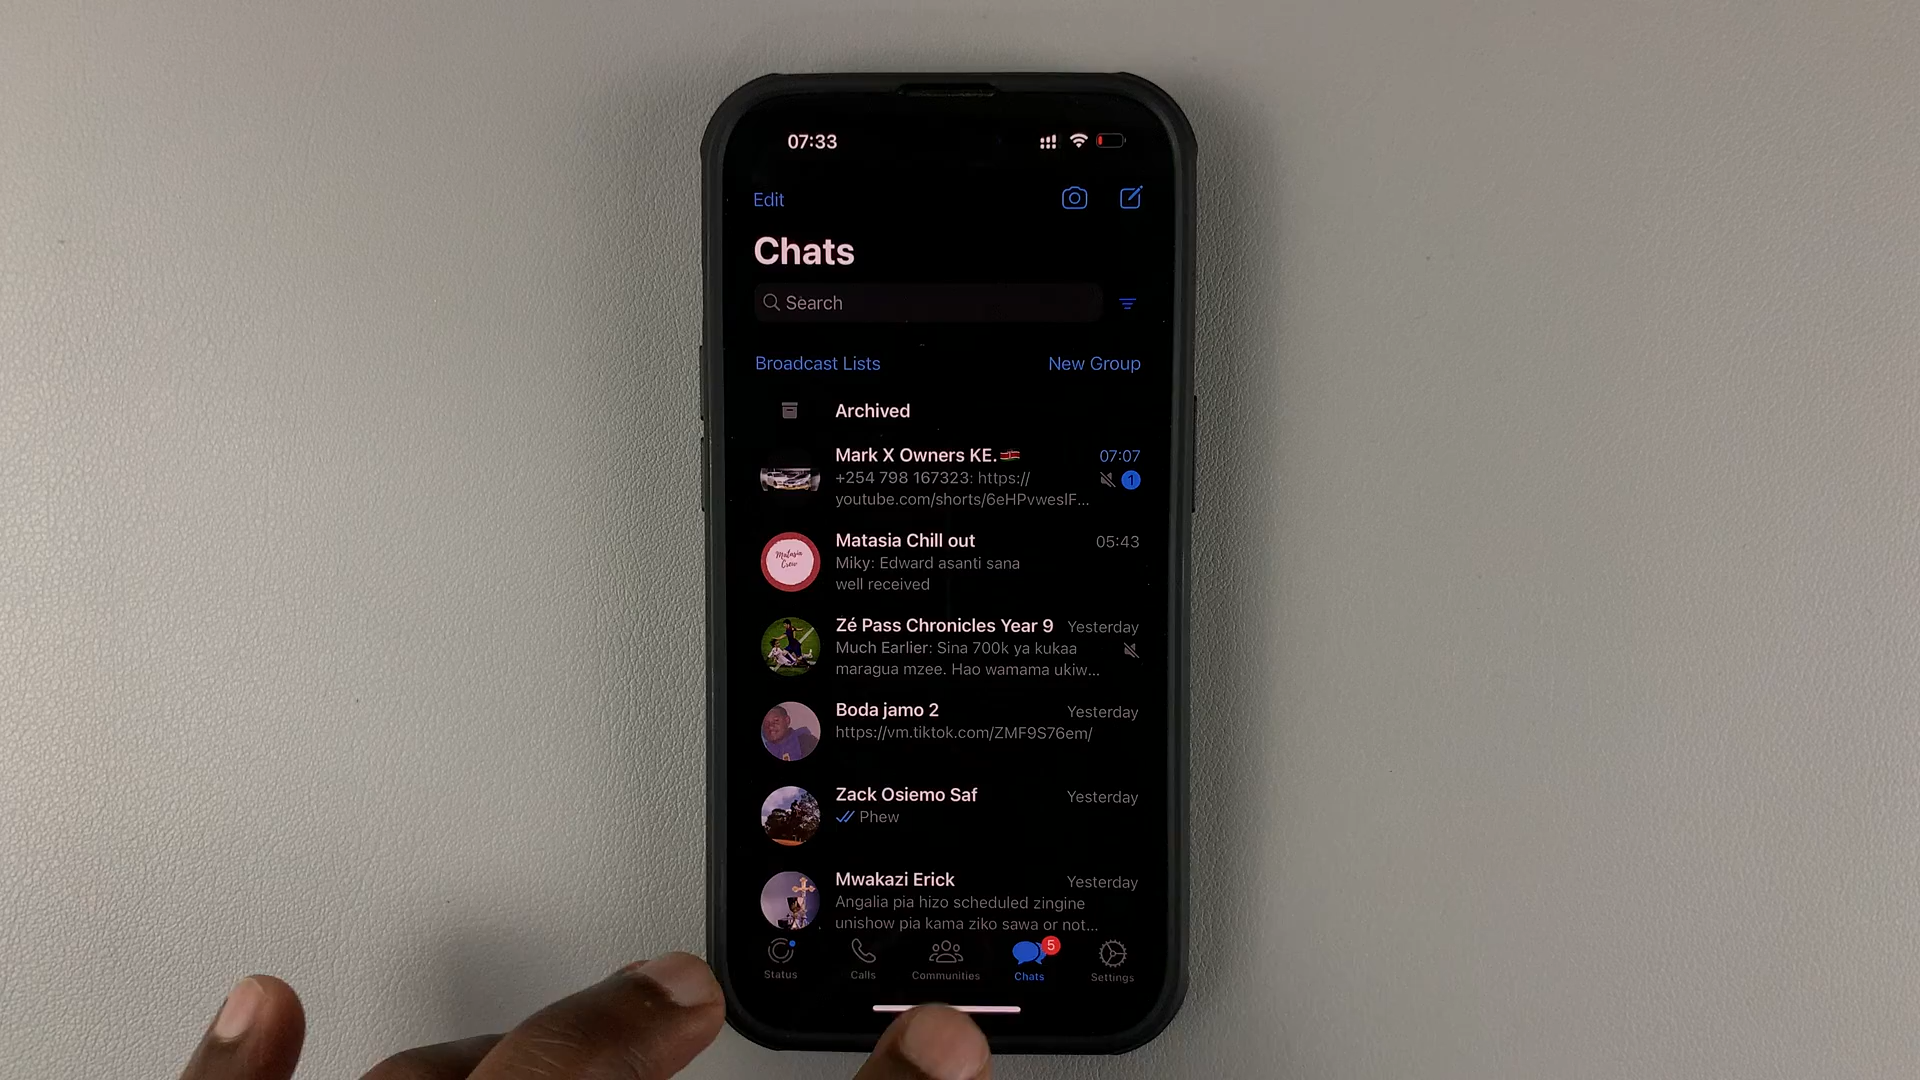 07:33
Edit
Chats
Search
Broadcast Lists
New Group
Archived
Mark X Owners KE.🇰🇪
07:07
+254 798 167323: https://
youtube.com/shorts/6eHPvweslF...
1
Matasia Chill out
05:43
Matasia
Crew
Miky: Edward asanti sana
well received
Zé Pass Chronicles Year 9
Yesterday
Much Earlier: Sina 700k ya kukaa
maragua mzee. Hao wamama ukiw...
Boda jamo 2
Yesterday
https://vm.tiktok.com/ZMF9S76em/
Zack Osiemo Saf
Yesterday
Phew
Mwakazi Erick
Yesterday
Angalia pia hizo scheduled zingine
unishow pia kama ziko sawa or not...
5
Status
Calls
Communities
Chats
Settings